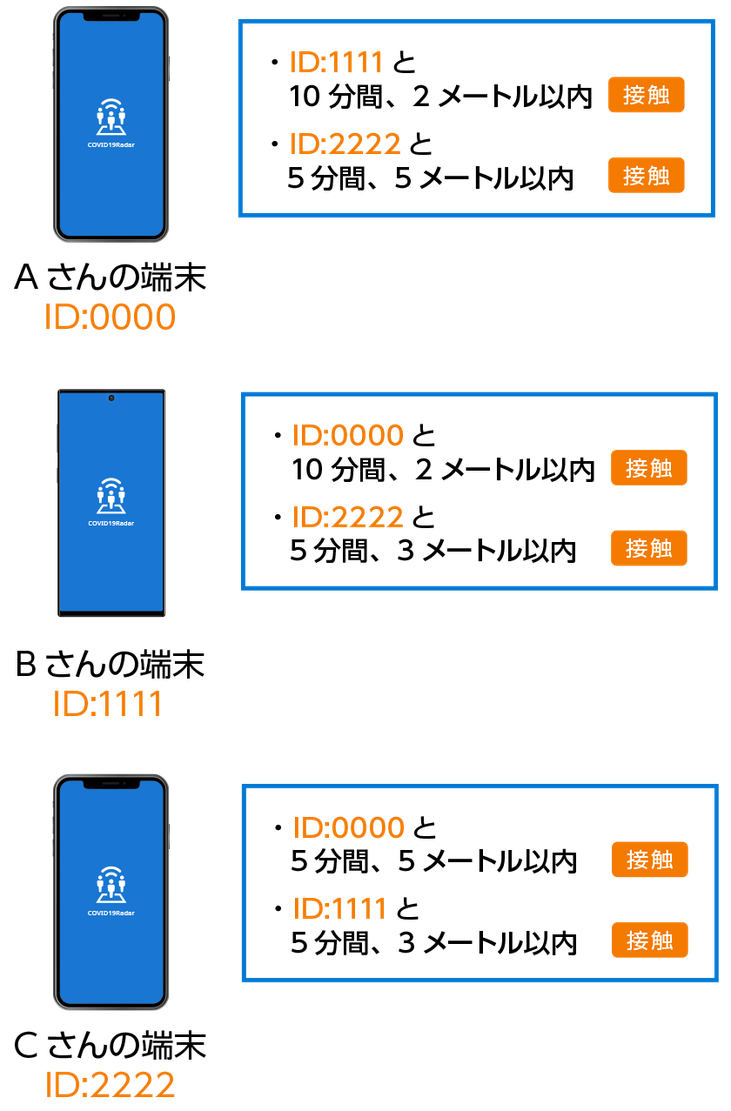 ・ID:1111 と
10 分間、2 メートル以内 接触
・ID:2222 と
5 分間、5 メートル以内 接触
COVID19Radar
A さんの端末
ID:0000
・ID:0000 と
10 分間、2 メートル以内 接触
・ID:2222 と
5 分間、3 メートル以内 接触
COVID19Radar
B さんの端末
ID:1111
・ID:0000 と
5 分間、5 メートル以内 接触
・ID:1111 と
5 分間、3 メートル以内 接触
COVID19Radar
C さんの端末
ID:2222